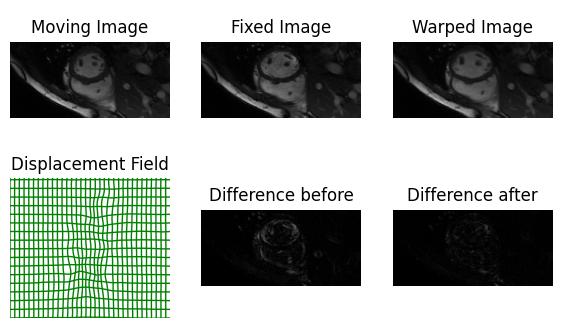 Moving Image
Fixed Image
Warped Image
Displacement Field
Difference before
Difference after